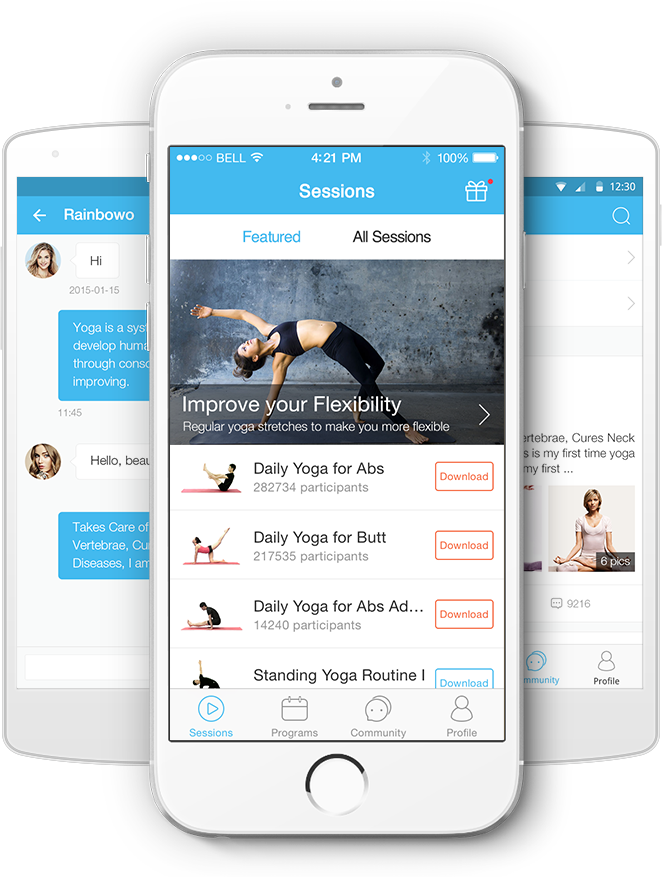 BELL
4:21 PM
100%
Sessions
Featured
All Sessions
Improve your Flexibility
Regular yoga stretches to make you more flexible
Daily Yoga for Abs
282734 participants
Download
Daily Yoga for Butt
217535 participants
Download
Daily Yoga for Abs Ad...
14240 participants
Download
Standing Yoga Routine I
Download
Sessions
Programs
Community
Profile
Rainbowo
Hi
2015-01-15
Yoga is a sys
develop huma
through consc
improving.
11:45
Hello, beau
Takes Care of
Vertebrae, Cu
Diseases, I am
12:30
ertebrae, Cures Neck
is is my first time yoga
my first ...
6 pics
9216
mmunity
Profile